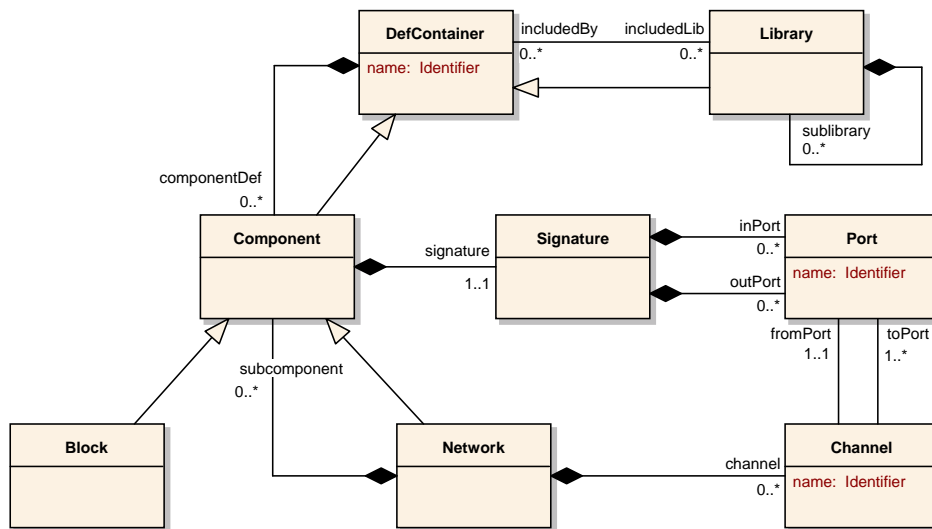 DefContainer
name: Identifier
includedBy
0..*
includedLib
0..*
Library
sublibrary
0..*
componentDef
0..*
Component
signature
1..1
Signature
inPort
0..*
outPort
0..*
Port
name: Identifier
fromPort
1..1
toPort
1..*
subcomponent
0..*
Block
Network
channel
0..*
Channel
name: Identifier